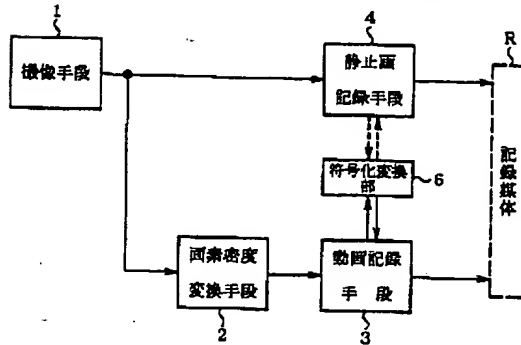 1
撮像手段
4
静止画
記録手段
R
記録媒体
符号化変換
部
6
画素密度
変換手段
2
動画記録
手段
3